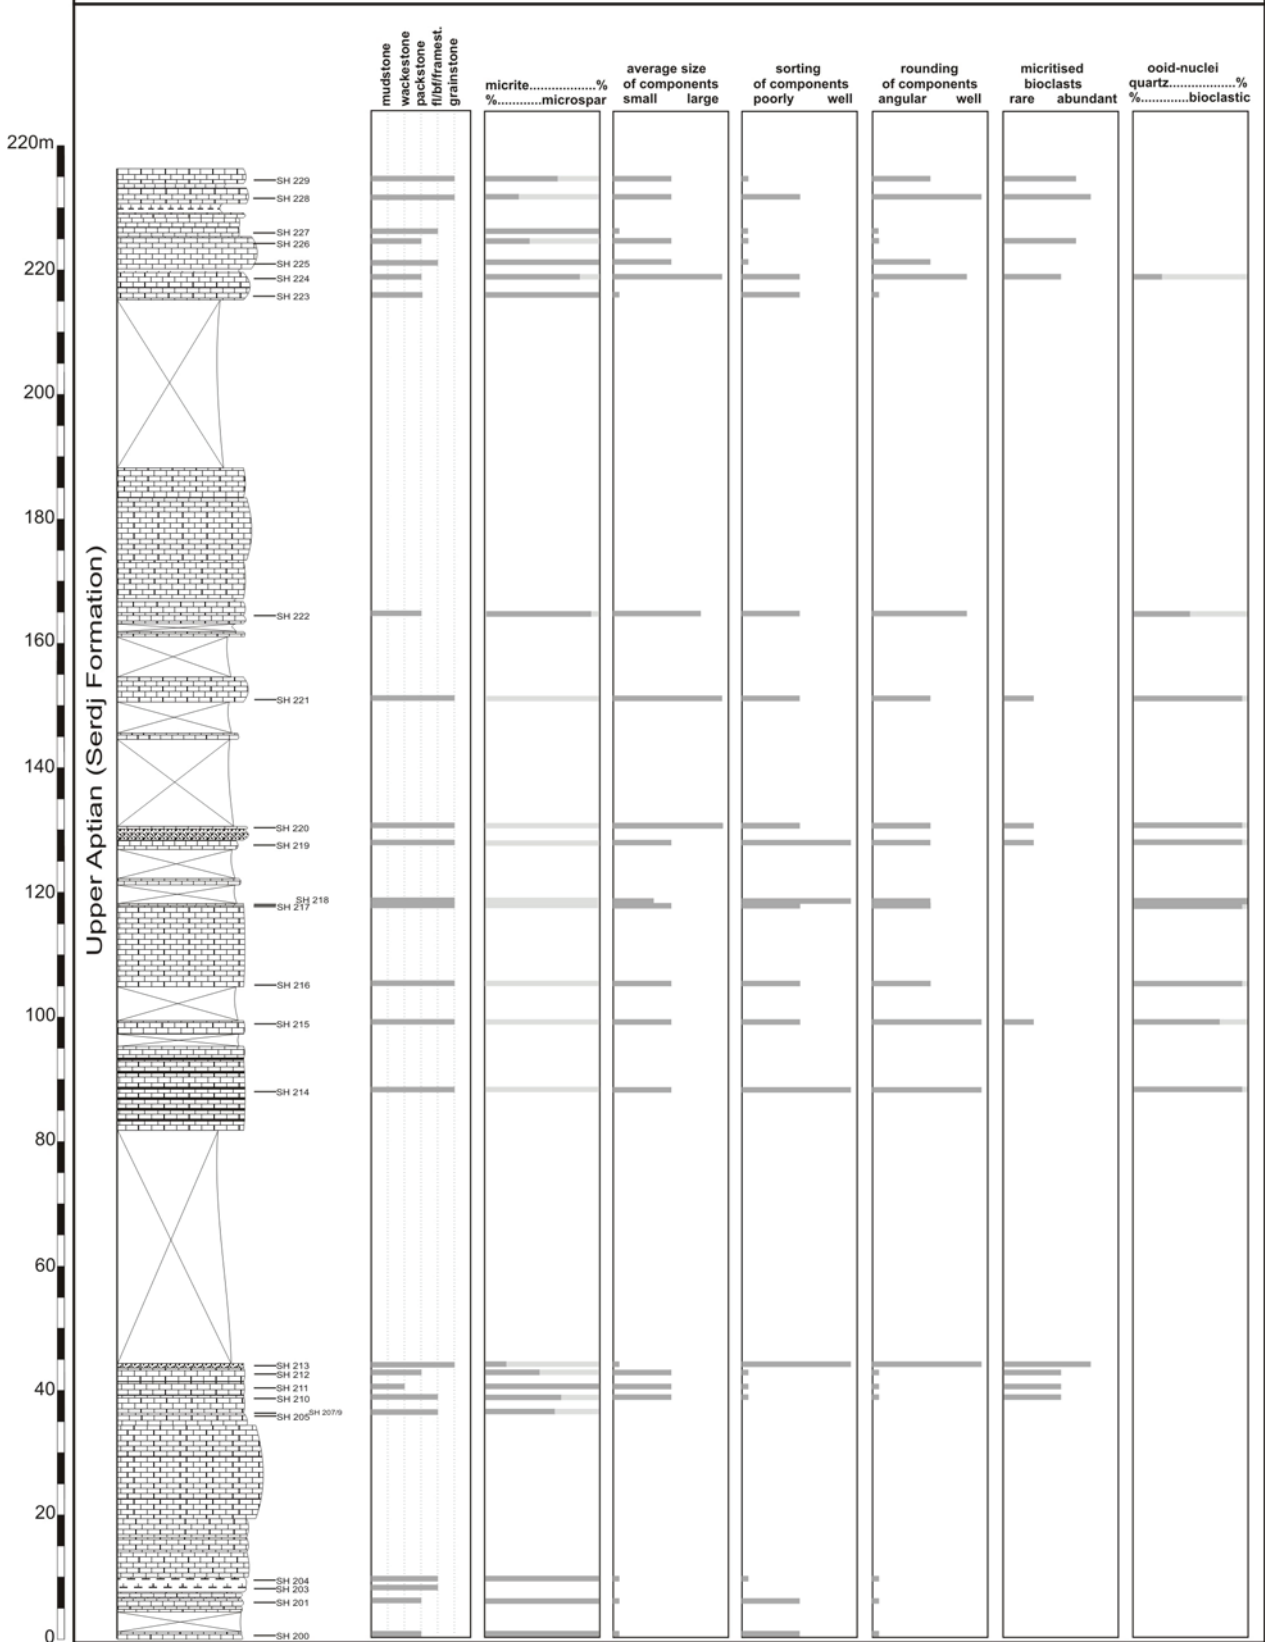 mudstone
wackestone
packstone
fl/bf/framest.
grainstone
micrite..................%
%............microspar
average size
of components
small large
sorting
of components
poorly well
rounding
of components
angular well
micritised
bioclasts
rare abundant
ooid-nuclei
quartz.................%
%.............bioclastic
220m
SH 229
SH 228
SH 227
SH 226
SH 225
220
SH 224
SH 223
200
180
Upper Aptian (Serdj Formation)
SH 222
160
SH 221
140
SH 220
SH 219
120
SH 218
SH 217
SH 216
100
SH 215
SH 214
80
60
SH 213
SH 212
SH 211
40
SH 210
SH 207/9
SH 205
20
SH 204
SH 203
SH 201
SH 200
0